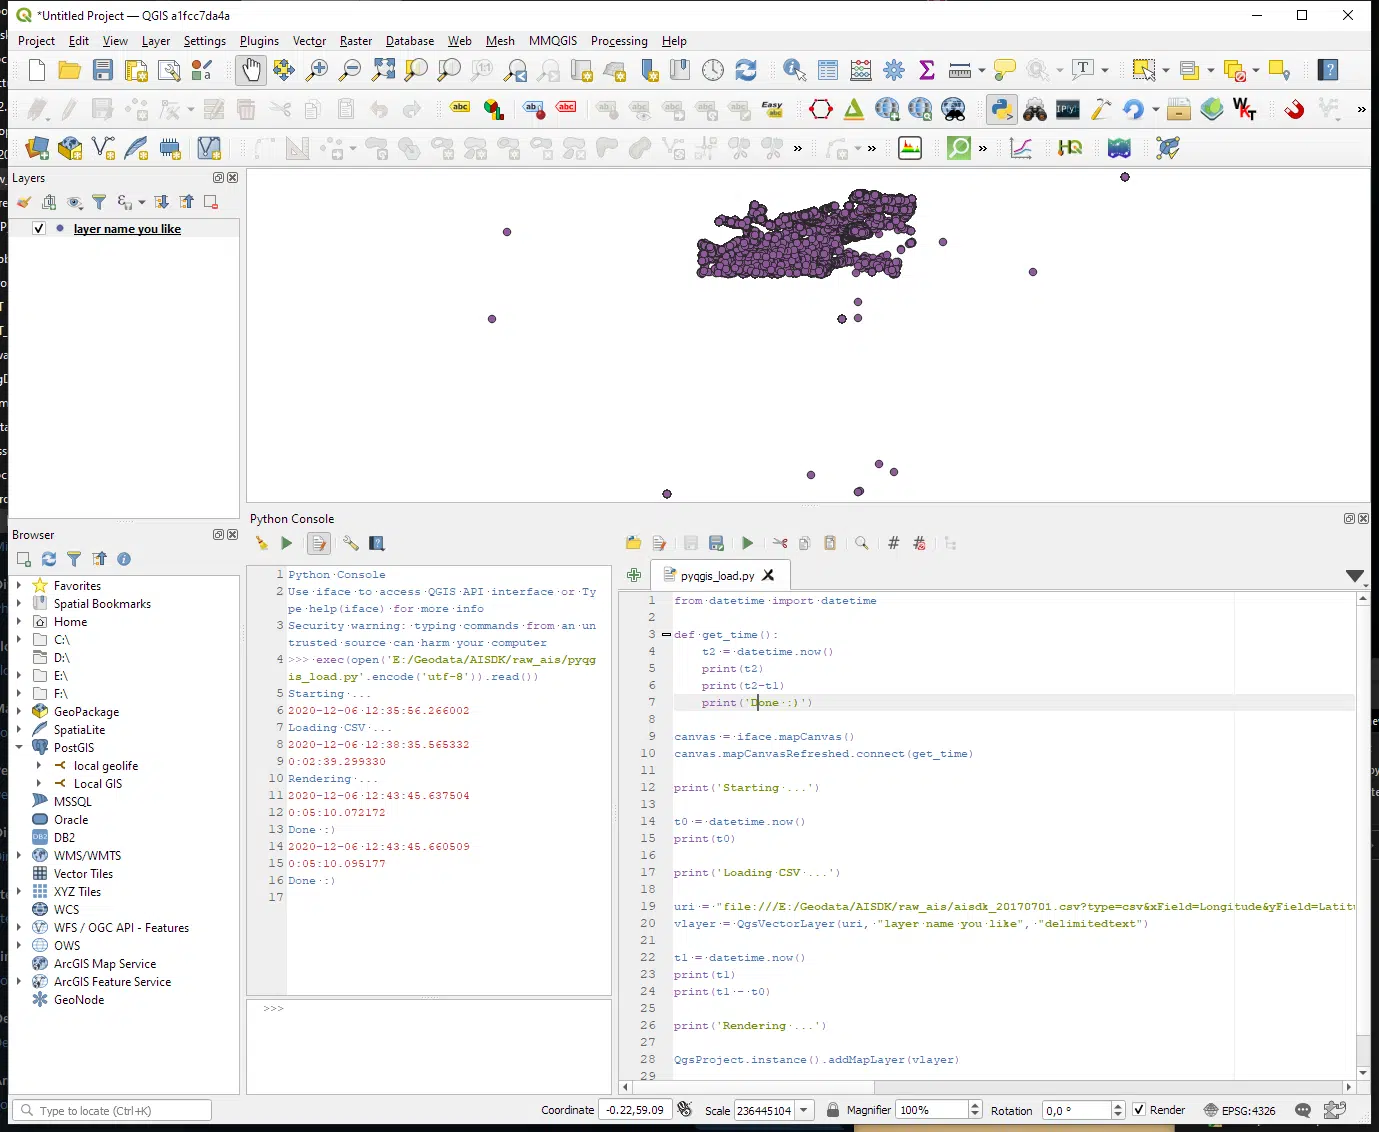 *Untitled Project — QGIS a1fcc7da4a
Project Edit View Layer Settings Plugins Vector Raster Database Web Mesh MMQGIS Processing Help
Layers
layer name you like
Browser
Favorites
Spatial Bookmarks
Home
C:\
D:\
E:\
F:\
GeoPackage
SpatiaLite
PostGIS
local geolife
Local GIS
MSSQL
Oracle
DB2
WMS/WMTS
Vector Tiles
XYZ Tiles
WCS
WFS / OGC API - Features
OWS
ArcGIS Map Service
ArcGIS Feature Service
GeoNode
Python Console
1 Python Console
2 Use iface to access QGIS API interface or Ty
pe help(iface) for more info
3 Security warning: typing commands from an un
trusted source can harm your computer
4 >>> exec(open('E:/Geodata/AISDK/raw_ais/pyqg
is_load.py'.encode('utf-8')).read())
5 Starting ...
6 2020-12-06 12:35:56.266002
7 Loading CSV ...
8 2020-12-06 12:38:35.565332
9 0:02:39.299330
10 Rendering ...
11 2020-12-06 12:43:45.637504
12 0:05:10.072172
13 Done :)
14 2020-12-06 12:43:45.660509
15 0:05:10.095177
16 Done :)
17
>>>
pyqgis_load.py
1 from datetime import datetime
2
3 def get_time():
4 t2 = datetime.now()
5 print(t2)
6 print(t2-t1)
7 print('Done :)')
8
9 canvas = iface.mapCanvas()
10 canvas.mapCanvasRefreshed.connect(get_time)
11
12 print('Starting ...')
13
14 t0 = datetime.now()
15 print(t0)
16
17 print('Loading CSV ...')
18
19 uri = "file:///E:/Geodata/AISDK/raw_ais/aisdk_20170701.csv?type=csv&xField=Longitude&yField=Latitu
20 vlayer = QgsVectorLayer(uri, "layer name you like", "delimitedtext")
21
22 t1 = datetime.now()
23 print(t1)
24 print(t1 - t0)
25
26 print('Rendering ...')
27
28 QgsProject.instance().addMapLayer(vlayer)
29
Type to locate (Ctrl+K)
Coordinate -0.22,59.09 Scale 236445104 Magnifier 100% Rotation 0,0 ° Render EPSG:4326